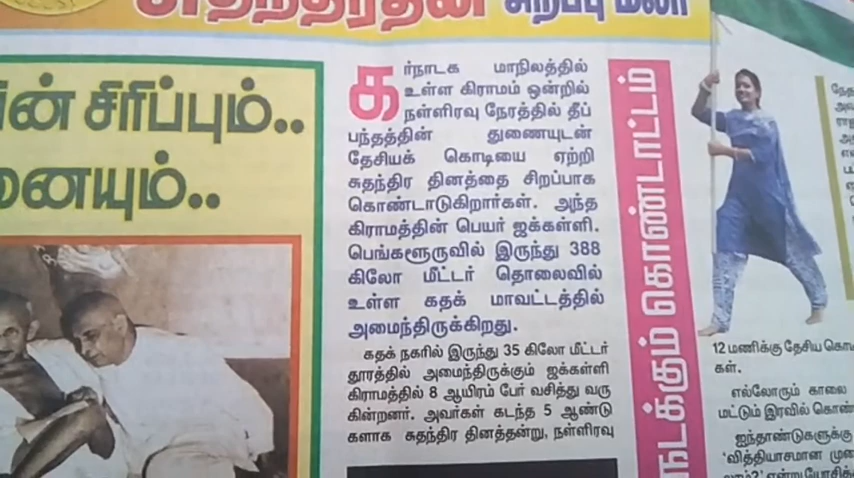 சுதந்திரதின சிறப்பு மலர்
ின் சிரிப்பும்..
னையும்..
கர்நாடக மாநிலத்தில்
உள்ள கிராமம் ஒன்றில்
நள்ளிரவு நேரத்தில் தீப்
பந்தத்தின் துணையுடன்
தேசியக் கொடியை ஏற்றி
சுதந்திர தினத்தை சிறப்பாக
கொண்டாடுகிறார்கள். அந்த
கிராமத்தின் பெயர் ஜக்கள்ளி.
பெங்களூருவில் இருந்து 388
கிலோ மீட்டர் தொலைவில்
உள்ள கதக் மாவட்டத்தில்
அமைந்திருக்கிறது.
கதக் நகரில் இருந்து 35 கிலோ மீட்டர்
தூரத்தில் அமைந்திருக்கும் ஜக்கள்ளி
கிராமத்தில் 8 ஆயிரம் பேர் வசித்து வரு
கின்றனர். அவர்கள் கடந்த 5 ஆண்டு
களாக சுதந்திர தினத்தன்று, நள்ளிரவு
நடக்கும் கொண்டாட்டம்
12 மணிக்கு தேசிய கொடி
கள்.
எல்லோரும் காலை
மட்டும் இரவில் கொண்
ஐந்தாண்டுகளுக்கு
'வித்தியாசமான முறை